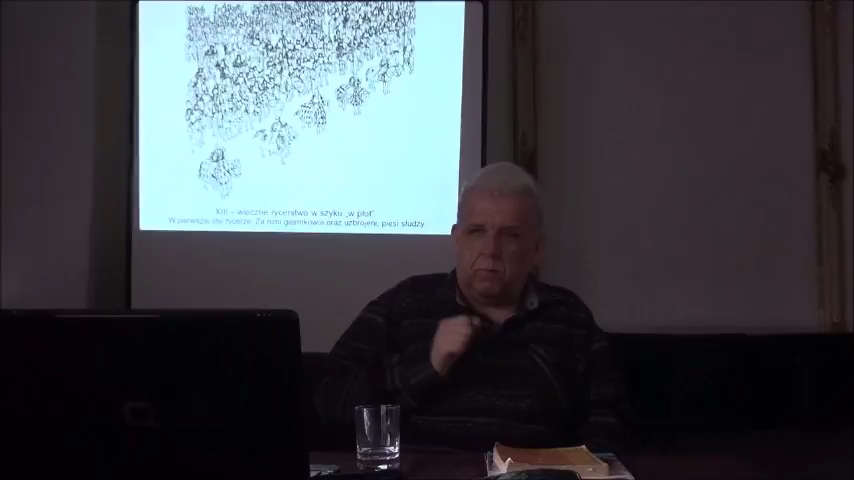 XIII – wieczne rycerstwo w szyku „w płot”
W pierwszej linii rycerze. Za nimi giermkowie oraz uzbrojeni, piesi słudzy.